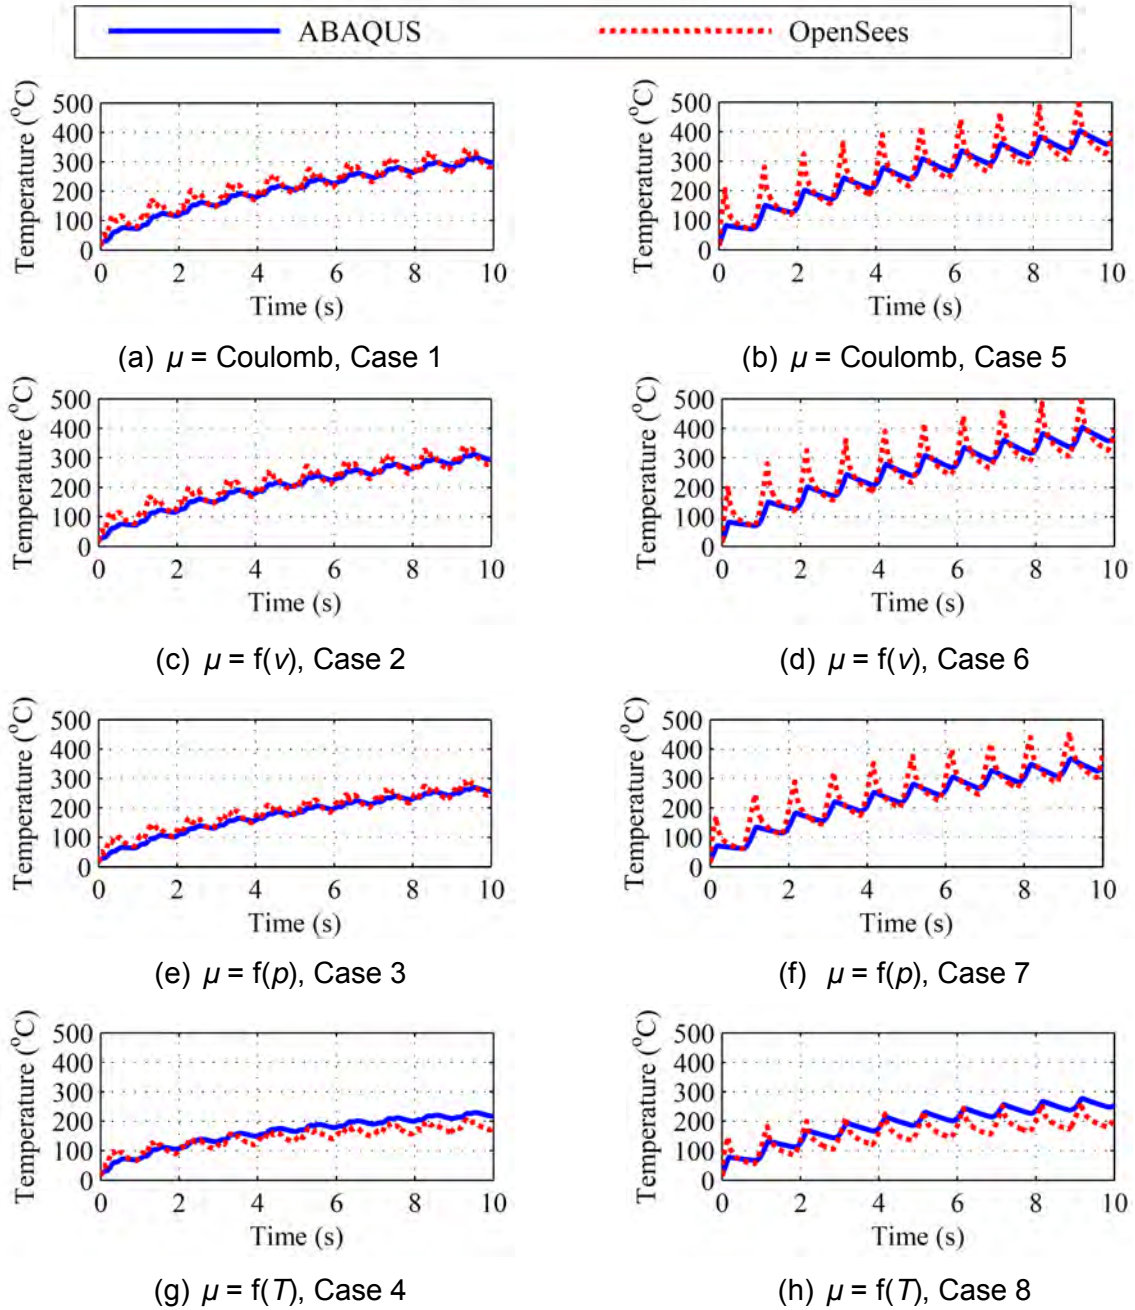 ABAQUS OpenSees
Temperature (°C)
500
400
300
200
100
0
0 2 4 6 8 10
Time (s)
(a) μ = Coulomb, Case 1
Temperature (°C)
500
400
300
200
100
0
0 2 4 6 8 10
Time (s)
(b) μ = Coulomb, Case 5
Temperature (°C)
500
400
300
200
100
0
0 2 4 6 8 10
Time (s)
(c) μ = f(v), Case 2
Temperature (°C)
500
400
300
200
100
0
0 2 4 6 8 10
Time (s)
(d) μ = f(v), Case 6
Temperature (°C)
500
400
300
200
100
0
0 2 4 6 8 10
Time (s)
(e) μ = f(p), Case 3
Temperature (°C)
500
400
300
200
100
0
0 2 4 6 8 10
Time (s)
(f) μ = f(p), Case 7
Temperature (°C)
500
400
300
200
100
0
0 2 4 6 8 10
Time (s)
(g) μ = f(T), Case 4
Temperature (°C)
500
400
300
200
100
0
0 2 4 6 8 10
Time (s)
(h) μ = f(T), Case 8